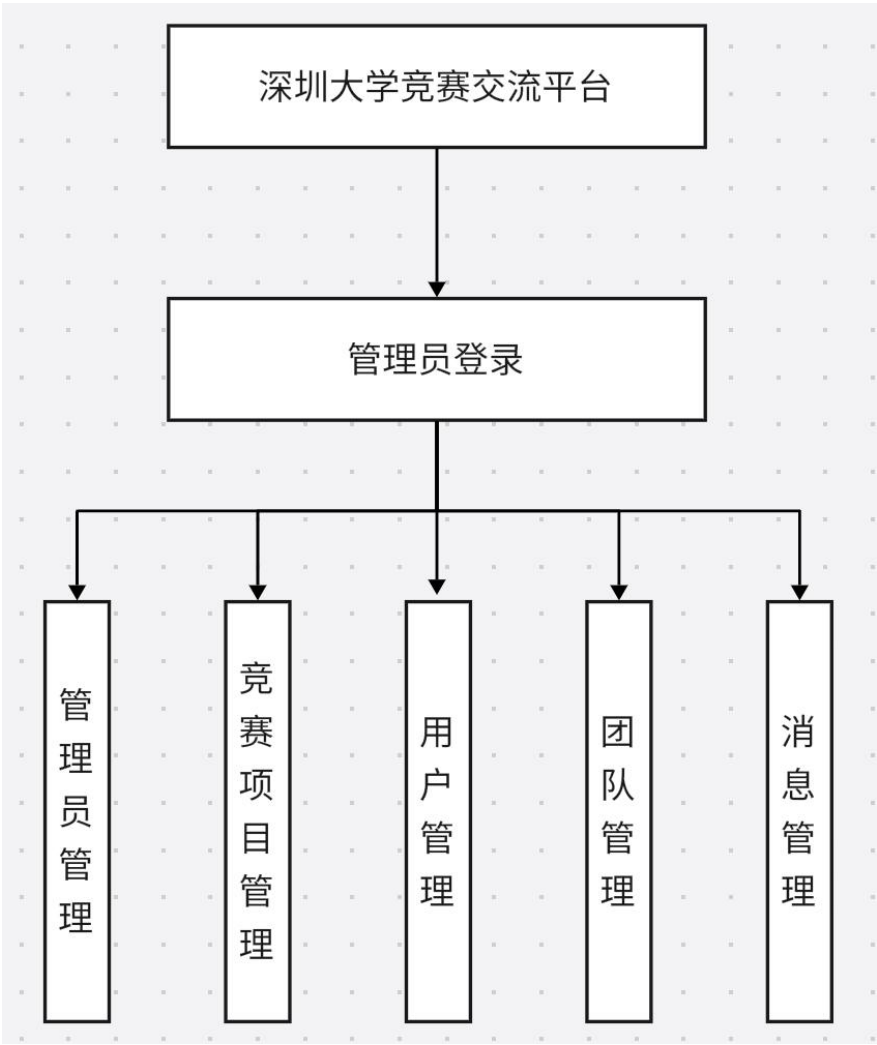 深圳大学竞赛交流平台
管理员登录
管理员管理
竞赛项目管理
用户管理
团队管理
消息管理